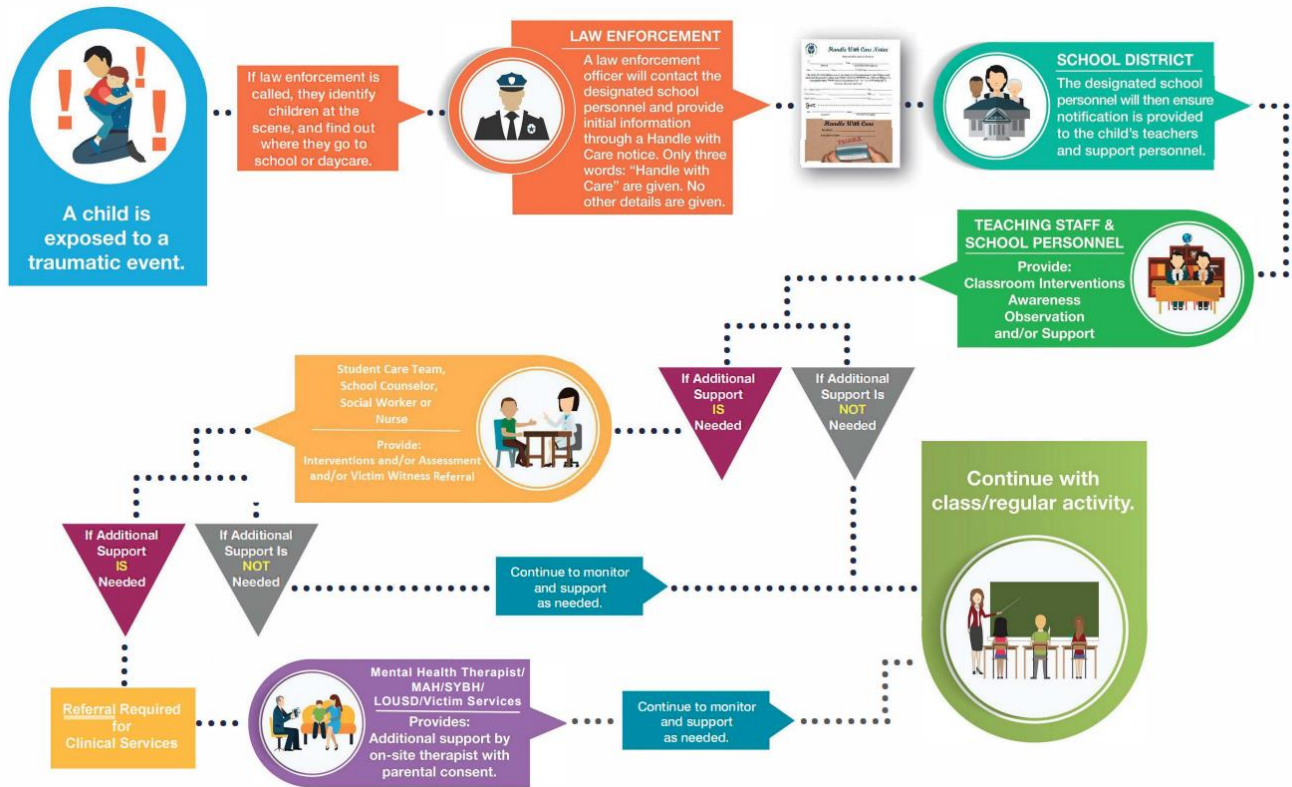 A child is
exposed to a
traumatic event.
If law enforcement is
called, they identify
children at the
scene, and find out
where they go to
school or daycare.
LAW ENFORCEMENT
A law enforcement
officer will contact the
designated school
personnel and provide
initial information
through a Handle with
Care notice. Only three
words: “Handle with
Care” are given. No
other details are given.
Handle With Care Notice
Handle With Care
SCHOOL DISTRICT
The designated school
personnel will then ensure
notification is provided
to the child’s teachers
and support personnel.
TEACHING STAFF &
SCHOOL PERSONNEL
Provide:
Classroom Interventions
Awareness
Observation
and/or Support
If Additional
Support
IS
Needed
If Additional
Support Is
NOT
Needed
Student Care Team,
School Counselor,
Social Worker or
Nurse
Provide:
Interventions and/or Assessment
and/or Victim Witness Referral
If Additional
Support
IS
Needed
If Additional
Support Is
NOT
Needed
Continue to monitor
and support
as needed.
Continue with
class/regular activity.
Referral Required
for
Clinical Services
Mental Health Therapist/
MAH/SYBH/
LOUSD/Victim Services
Provides:
Additional support by
on-site therapist with
parental consent.
Continue to monitor
and support
as needed.